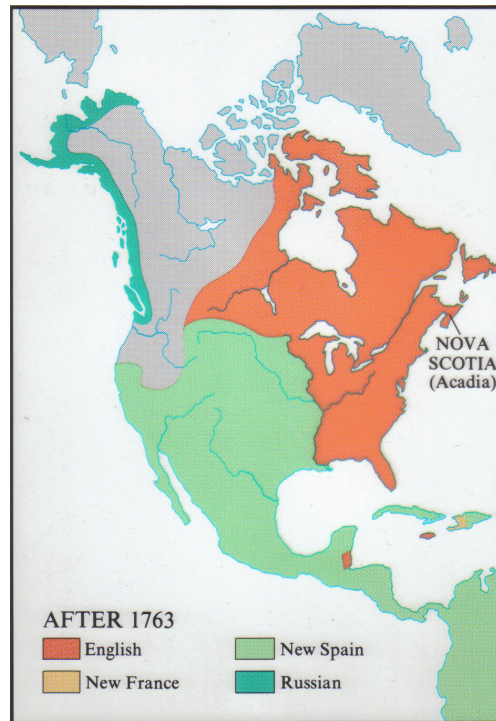 NOVA
SCOTIA
(Acadia)
AFTER 1763
English
New Spain
New France
Russian